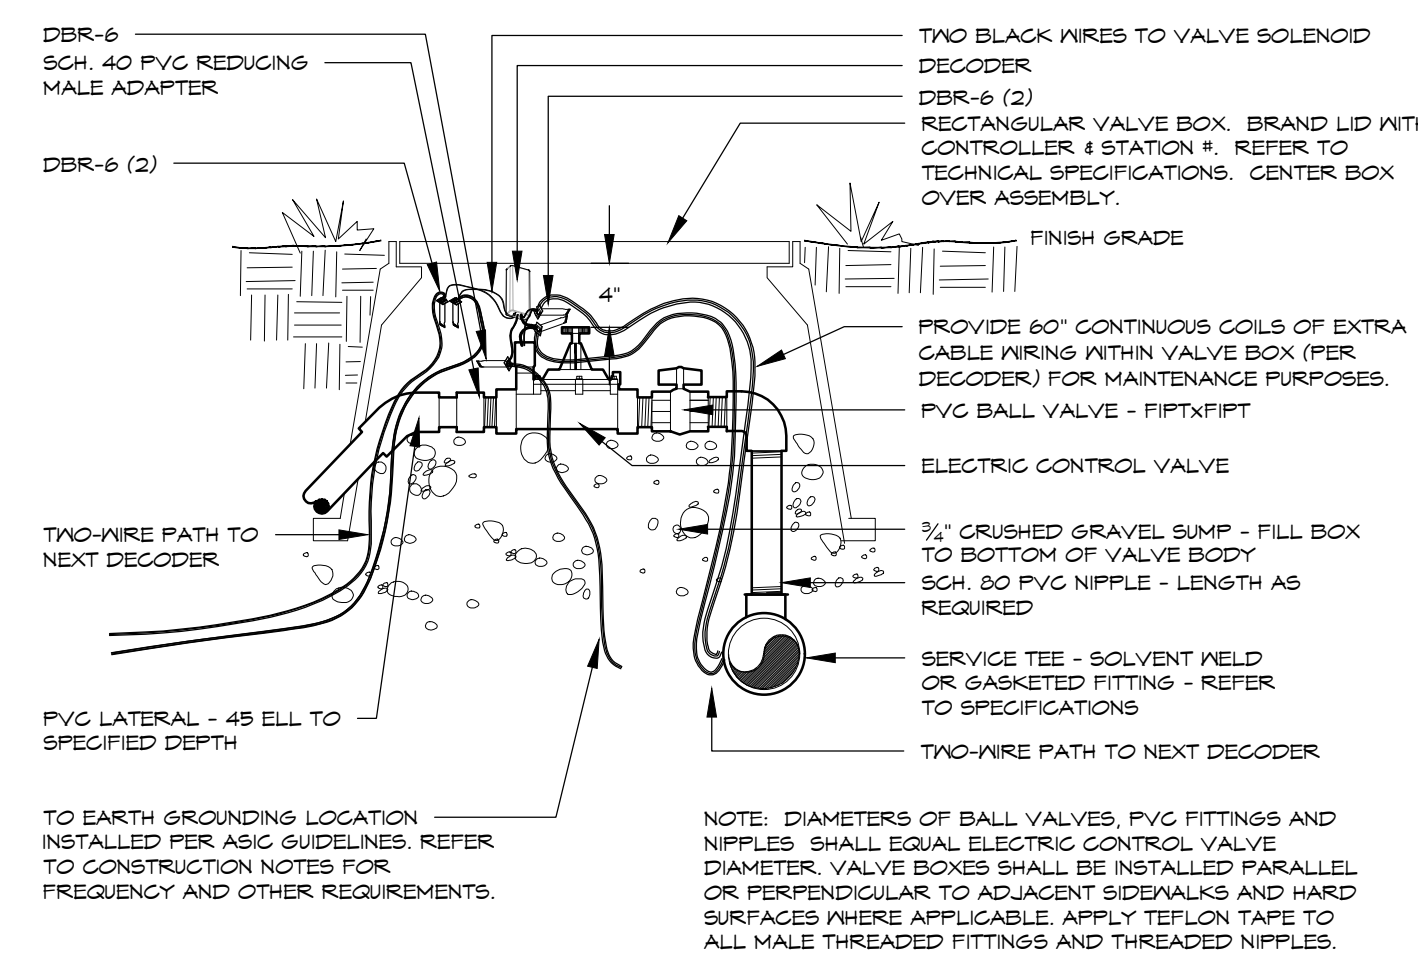 DBR-6
SCH. 40 PVC REDUCING
MALE ADAPTER
DBR-6 (2)
TWO BLACK WIRES TO VALVE SOLENOID
DECODER
DBR-6 (2)
RECTANGULAR VALVE BOX. BRAND LID WITH
CONTROLLER & STATION #. REFER TO
TECHNICAL SPECIFICATIONS. CENTER BOX
OVER ASSEMBLY.
FINISH GRADE
4"
PROVIDE 60" CONTINUOUS COILS OF EXTRA
CABLE WIRING WITHIN VALVE BOX (PER
DECODER) FOR MAINTENANCE PURPOSES.
PVC BALL VALVE - FIPTxFIPT
ELECTRIC CONTROL VALVE
3/4" CRUSHED GRAVEL SUMP - FILL BOX
TO BOTTOM OF VALVE BODY
SCH. 80 PVC NIPPLE - LENGTH AS
REQUIRED
SERVICE TEE - SOLVENT WELD
OR GASKETED FITTING - REFER
TO SPECIFICATIONS
TWO-WIRE PATH TO NEXT DECODER
TWO-WIRE PATH TO
NEXT DECODER
PVC LATERAL - 45 ELL TO
SPECIFIED DEPTH
TO EARTH GROUNDING LOCATION
INSTALLED PER ASIC GUIDELINES. REFER
TO CONSTRUCTION NOTES FOR
FREQUENCY AND OTHER REQUIREMENTS.
NOTE: DIAMETERS OF BALL VALVES, PVC FITTINGS AND
NIPPLES SHALL EQUAL ELECTRIC CONTROL VALVE
DIAMETER. VALVE BOXES SHALL BE INSTALLED PARALLEL
OR PERPENDICULAR TO ADJACENT SIDEWALKS AND HARD
SURFACES WHERE APPLICABLE. APPLY TEFLON TAPE TO
ALL MALE THREADED FITTINGS AND THREADED NIPPLES.